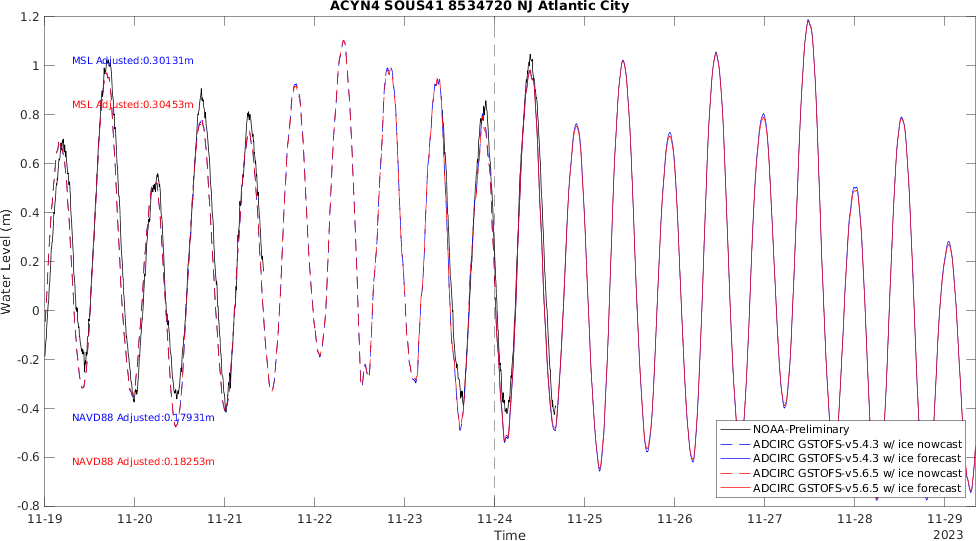 ACYN4 SOUS41 8534720 NJ Atlantic City
1.2
1
0.8
0.6
0.4
0.2
0
-0.2
-0.4
-0.6
-0.8
Water Level (m)
MSL Adjusted:0.30131m
MSL Adjusted:0.30453m
NAVD88 Adjusted:0.17931m
NAVD88 Adjusted:0.18253m
NOAA-Preliminary
ADCIRC GSTOFS-v5.4.3 w/ ice nowcast
ADCIRC GSTOFS-v5.4.3 w/ ice forecast
ADCIRC GSTOFS-v5.6.5 w/ ice nowcast
ADCIRC GSTOFS-v5.6.5 w/ ice forecast
11-19 11-20 11-21 11-22 11-23 11-24 11-25 11-26 11-27 11-28 11-29
Time 2023